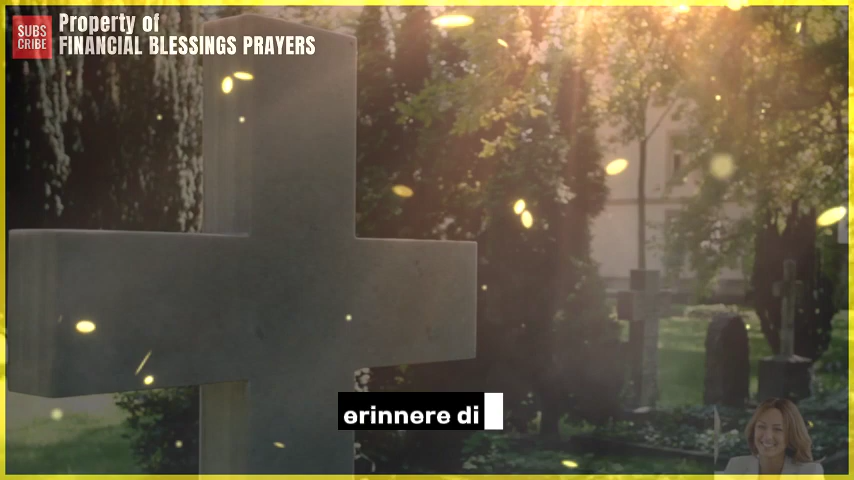 SUBS
CRIBE
Property of
FINANCIAL BLESSINGS PRAYERS
erinnere di